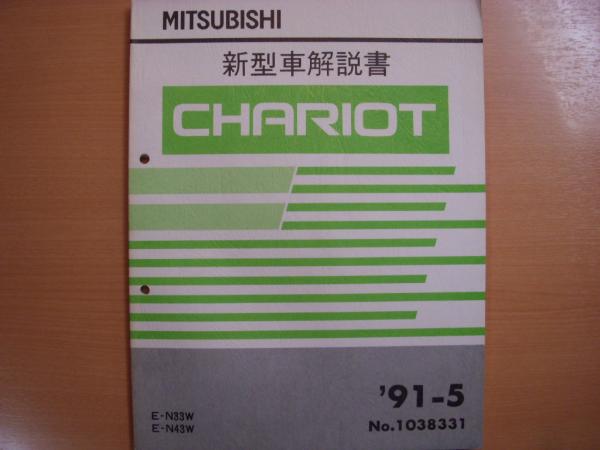 MITSUBISHI
新型車解説書
CHARIOT
'91-5
E-N33W
E-N43W
No.1038331